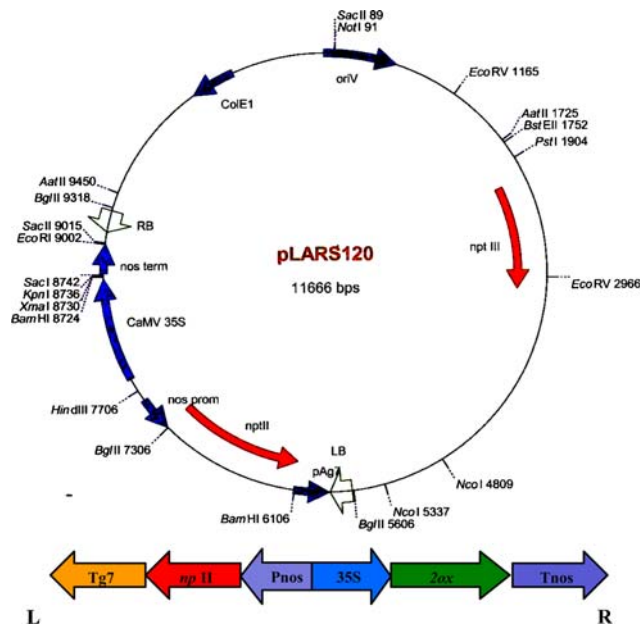 SacII 89
NotI 91
oriV
EcoRV 1165
AatII 1725
BstEII 1752
PstI 1904
npt III
EcoRV 2966
NcoI 4809
NcoI 5337
BglII 5606
LB
pAg7
BamHI 6106
nptII
nos prom
BglII 7306
HindIII 7706
CaMV 35S
BamHI 8724
XmaI 8730
KpnI 8736
SacI 8742
nos term
EcoRI 9002
SacII 9015
RB
BglII 9318
AatII 9450
ColE1
pLARS120
11666 bps
Tg7 np II Pnos 35S 2ox Tnos
L R